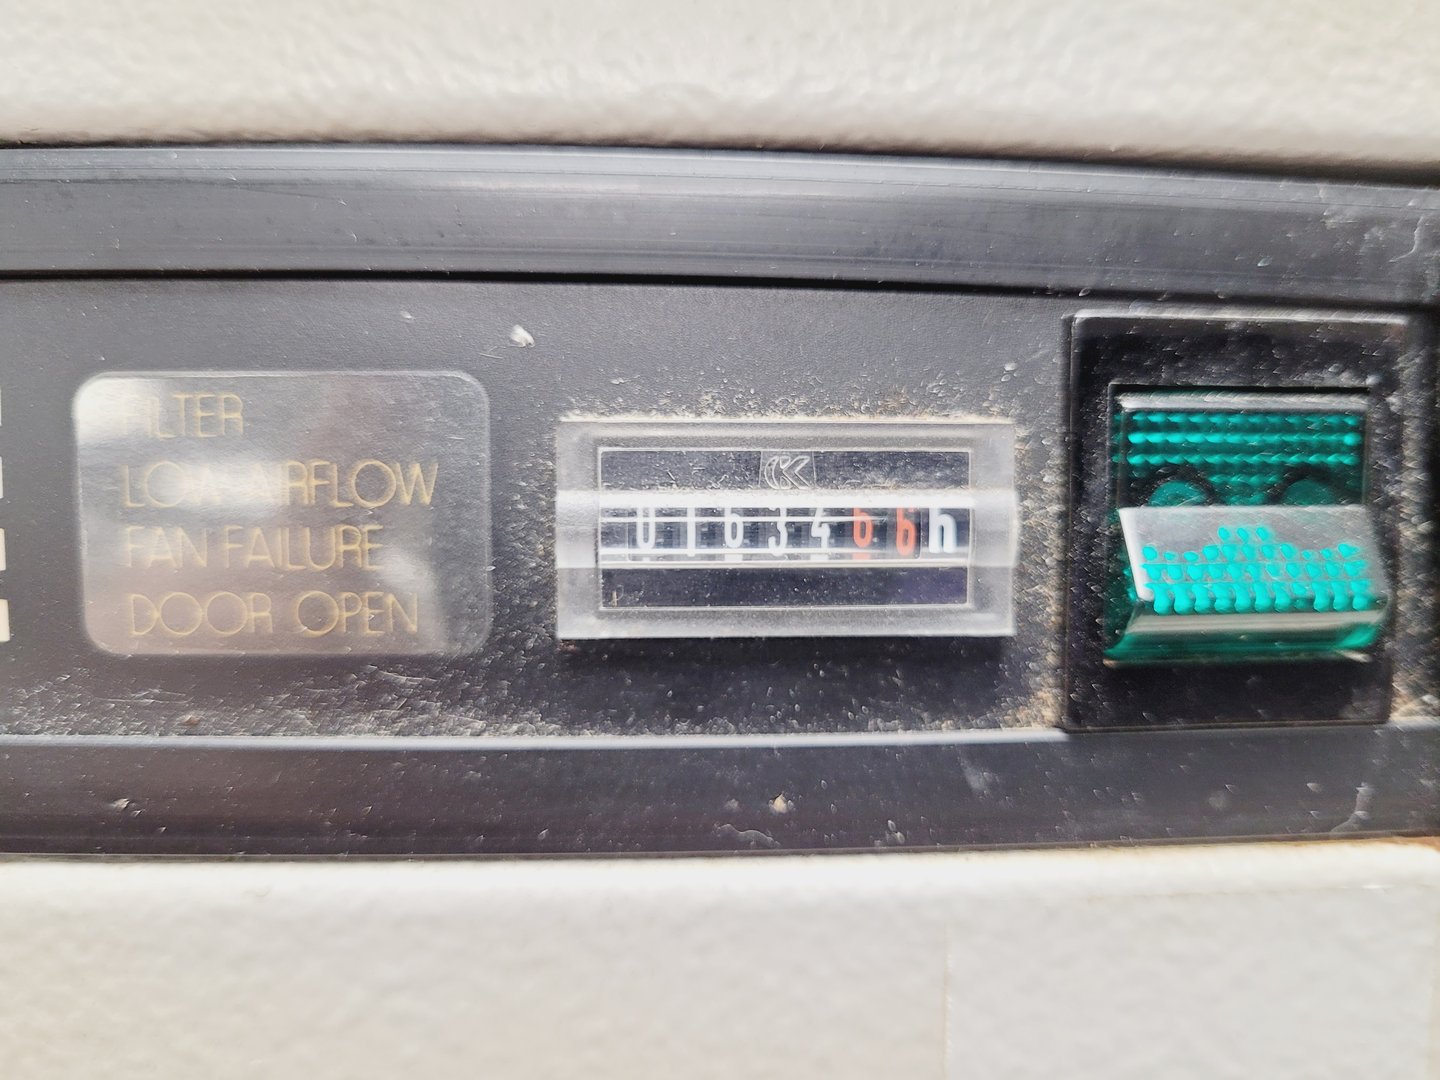 FILTER
LOW AIRFLOW
FAN FAILURE
DOOR OPEN
K
0163466h